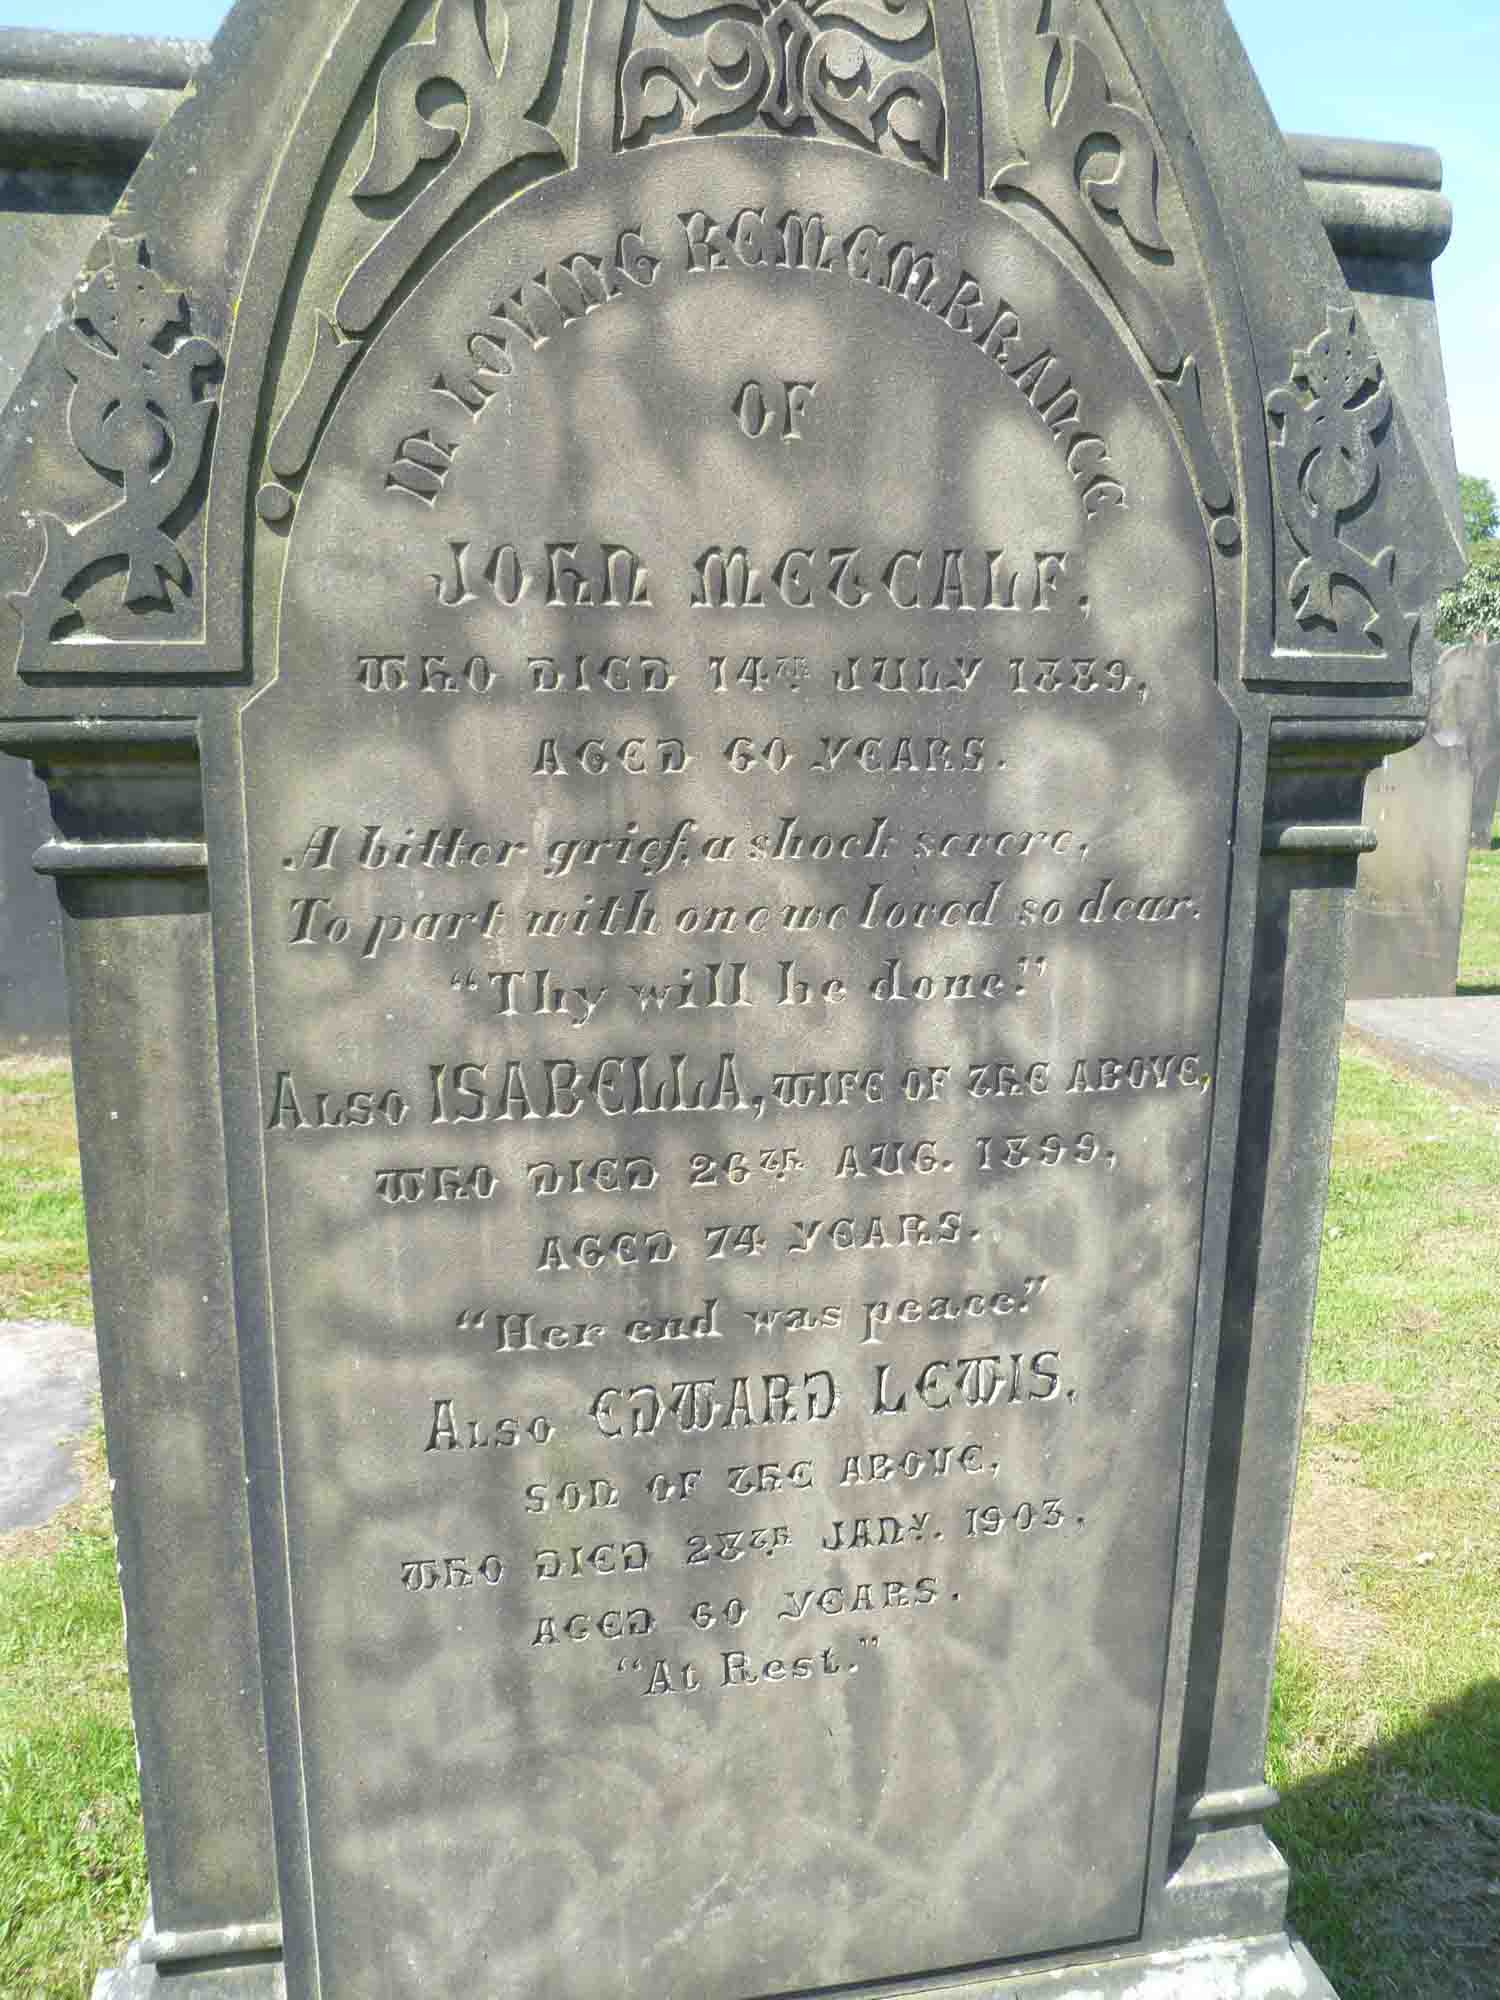 IN LOVING REMEMBRANCE
OF
JOHN METCALF,
WHO DIED 14TH JULY 1889,
AGED 60 YEARS.
A bitter grief, a shock severe,
To part with one we loved so dear.
"Thy will be done."
ALSO ISABELLA, WIFE OF THE ABOVE,
WHO DIED 26TH AUG. 1899,
AGED 74 YEARS.
"Her end was peace."
ALSO EDWARD LEWIS,
SON OF THE ABOVE,
WHO DIED 28TH JANY. 1903,
AGED 60 YEARS.
"At Rest."